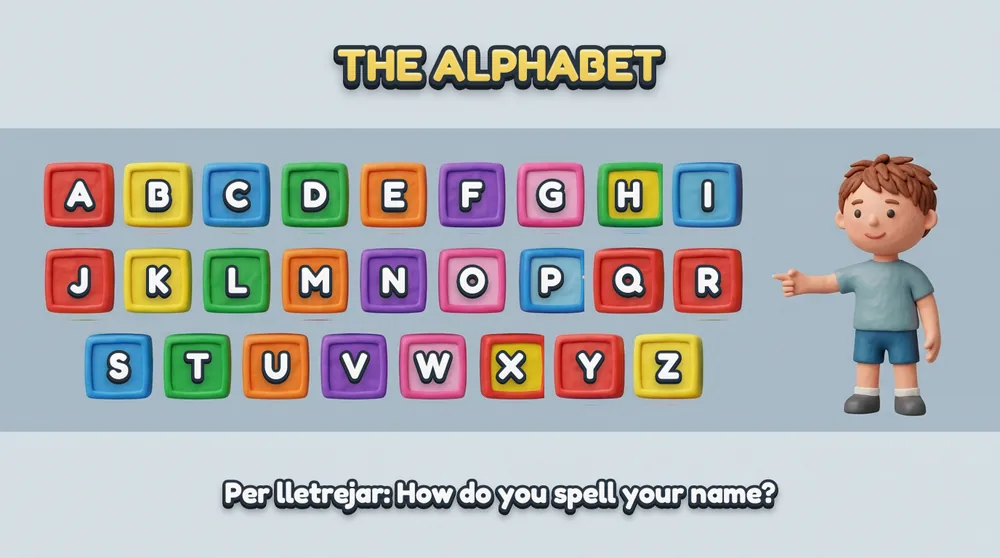 THE ALPHABET
A B C D E F G H I
J K L M N O P Q R
S T U V W X Y Z
Per lletrejar: How do you spell your name?